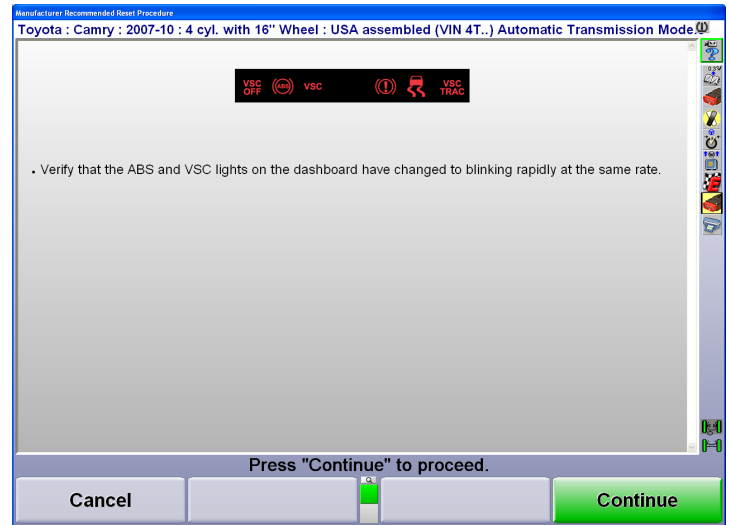 Manufacturer Recommended Reset Procedure
Toyota : Camry : 2007-10 : 4 cyl. with 16" Wheel : USA assembled (VIN 4T..) Automatic Transmission Mode.
VSC OFF ABS VSC VSC TRAC
. Verify that the ABS and VSC lights on the dashboard have changed to blinking rapidly at the same rate.
Press "Continue" to proceed.
Cancel Continue